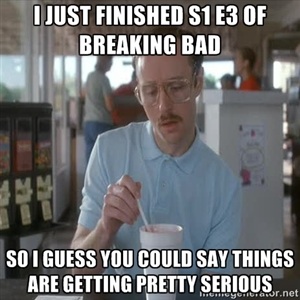 I JUST FINISHED S1 E3 OF
BREAKING BAD
SO I GUESS YOU COULD SAY THINGS
ARE GETTING PRETTY SERIOUS
memegenerator.net